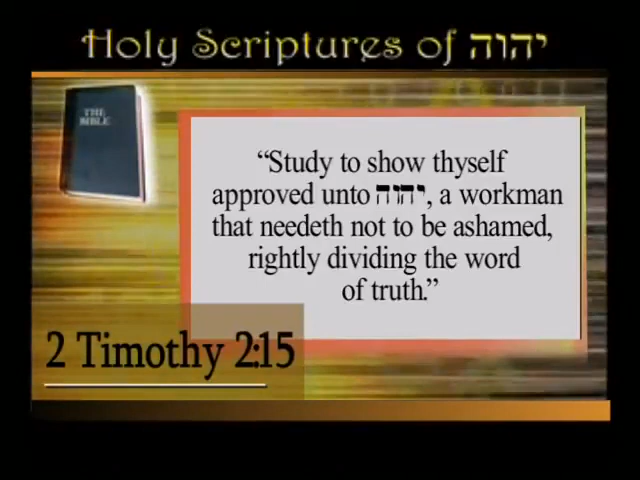 Holy Scriptures of יהוה
THE
BIBLE
“Study to show thyself
approved unto יהוה, a workman
that needeth not to be ashamed,
rightly dividing the word
of truth.”
2 Timothy 2:15